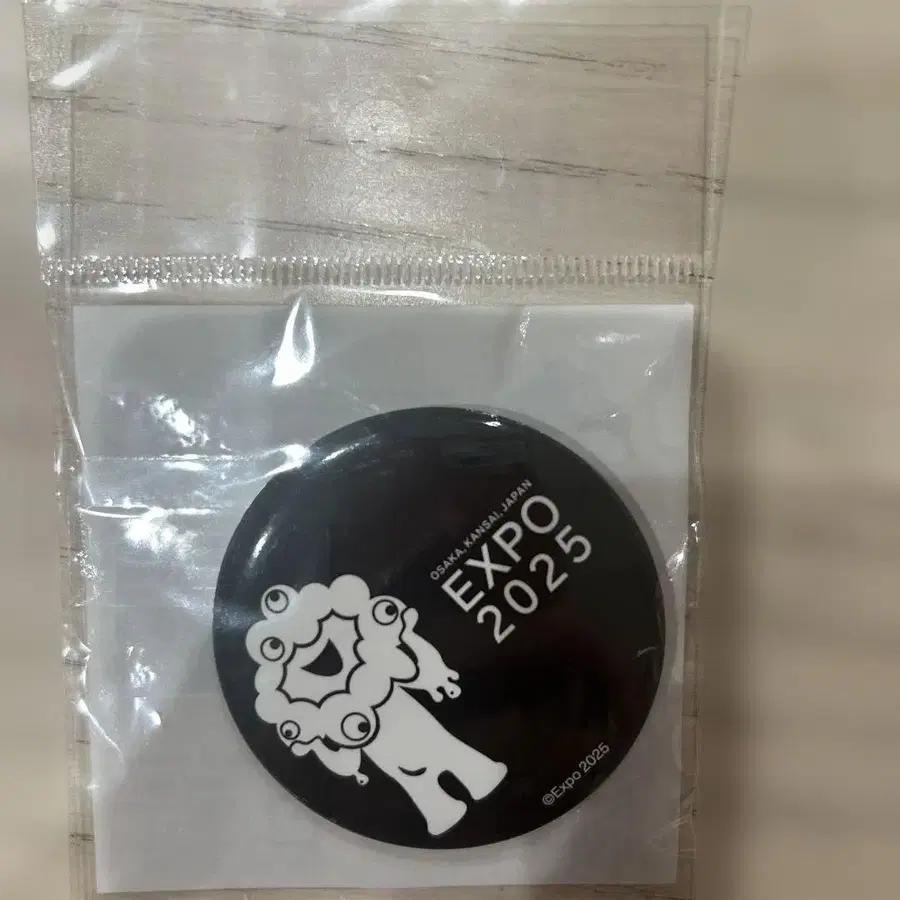 OSAKA, KANSAI, JAPAN
EXPO
2025
©Expo 2025